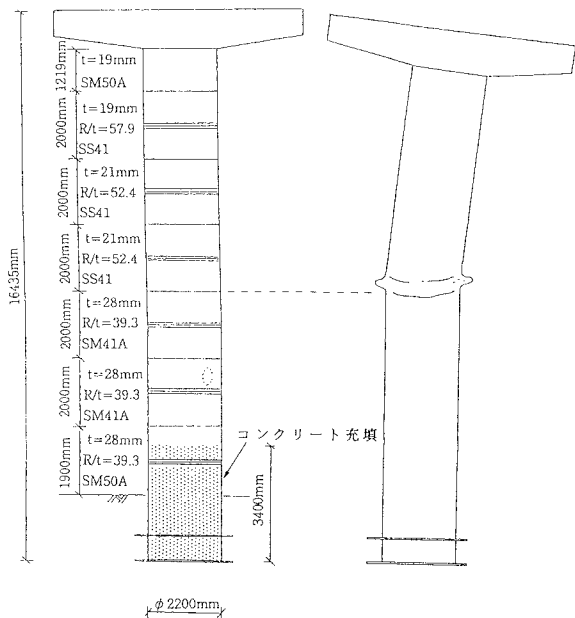 1219mm
t=19mm
SM50A
2000mm
t=19mm
R/t=57.9
SS41
2000mm
t=21mm
R/t=52.4
SS41
2000mm
t=21mm
R/t=52.4
SS41
16435mm
2000mm
t=28mm
R/t=39.3
SM41A
2000mm
t=28mm
R/t=39.3
SM41A
コンクリート充填
1900mm
t=28mm
R/t=39.3
SM50A
3400mm
φ2200mm